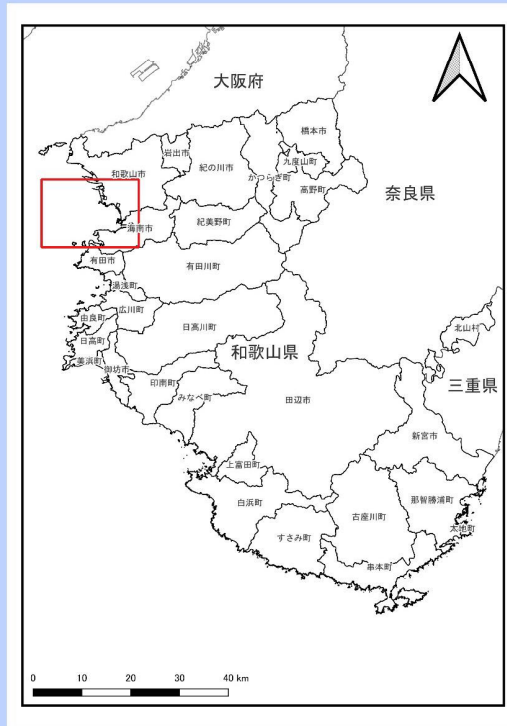 大阪府
橋本市
岩出市
九度山町
紀の川市
和歌山市
かつらぎ町
高野町
奈良県
紀美野町
海南市
有田市
有田川町
湯浅町
広川町
由良町
日高川町
北山村
日高町
和歌山県
美浜町
御坊市
三重県
印南町
みなべ町
田辺市
新宮市
上富田町
白浜町
那智勝浦町
古座川町
太地町
すさみ町
串本町
0 10 20 30 40 km